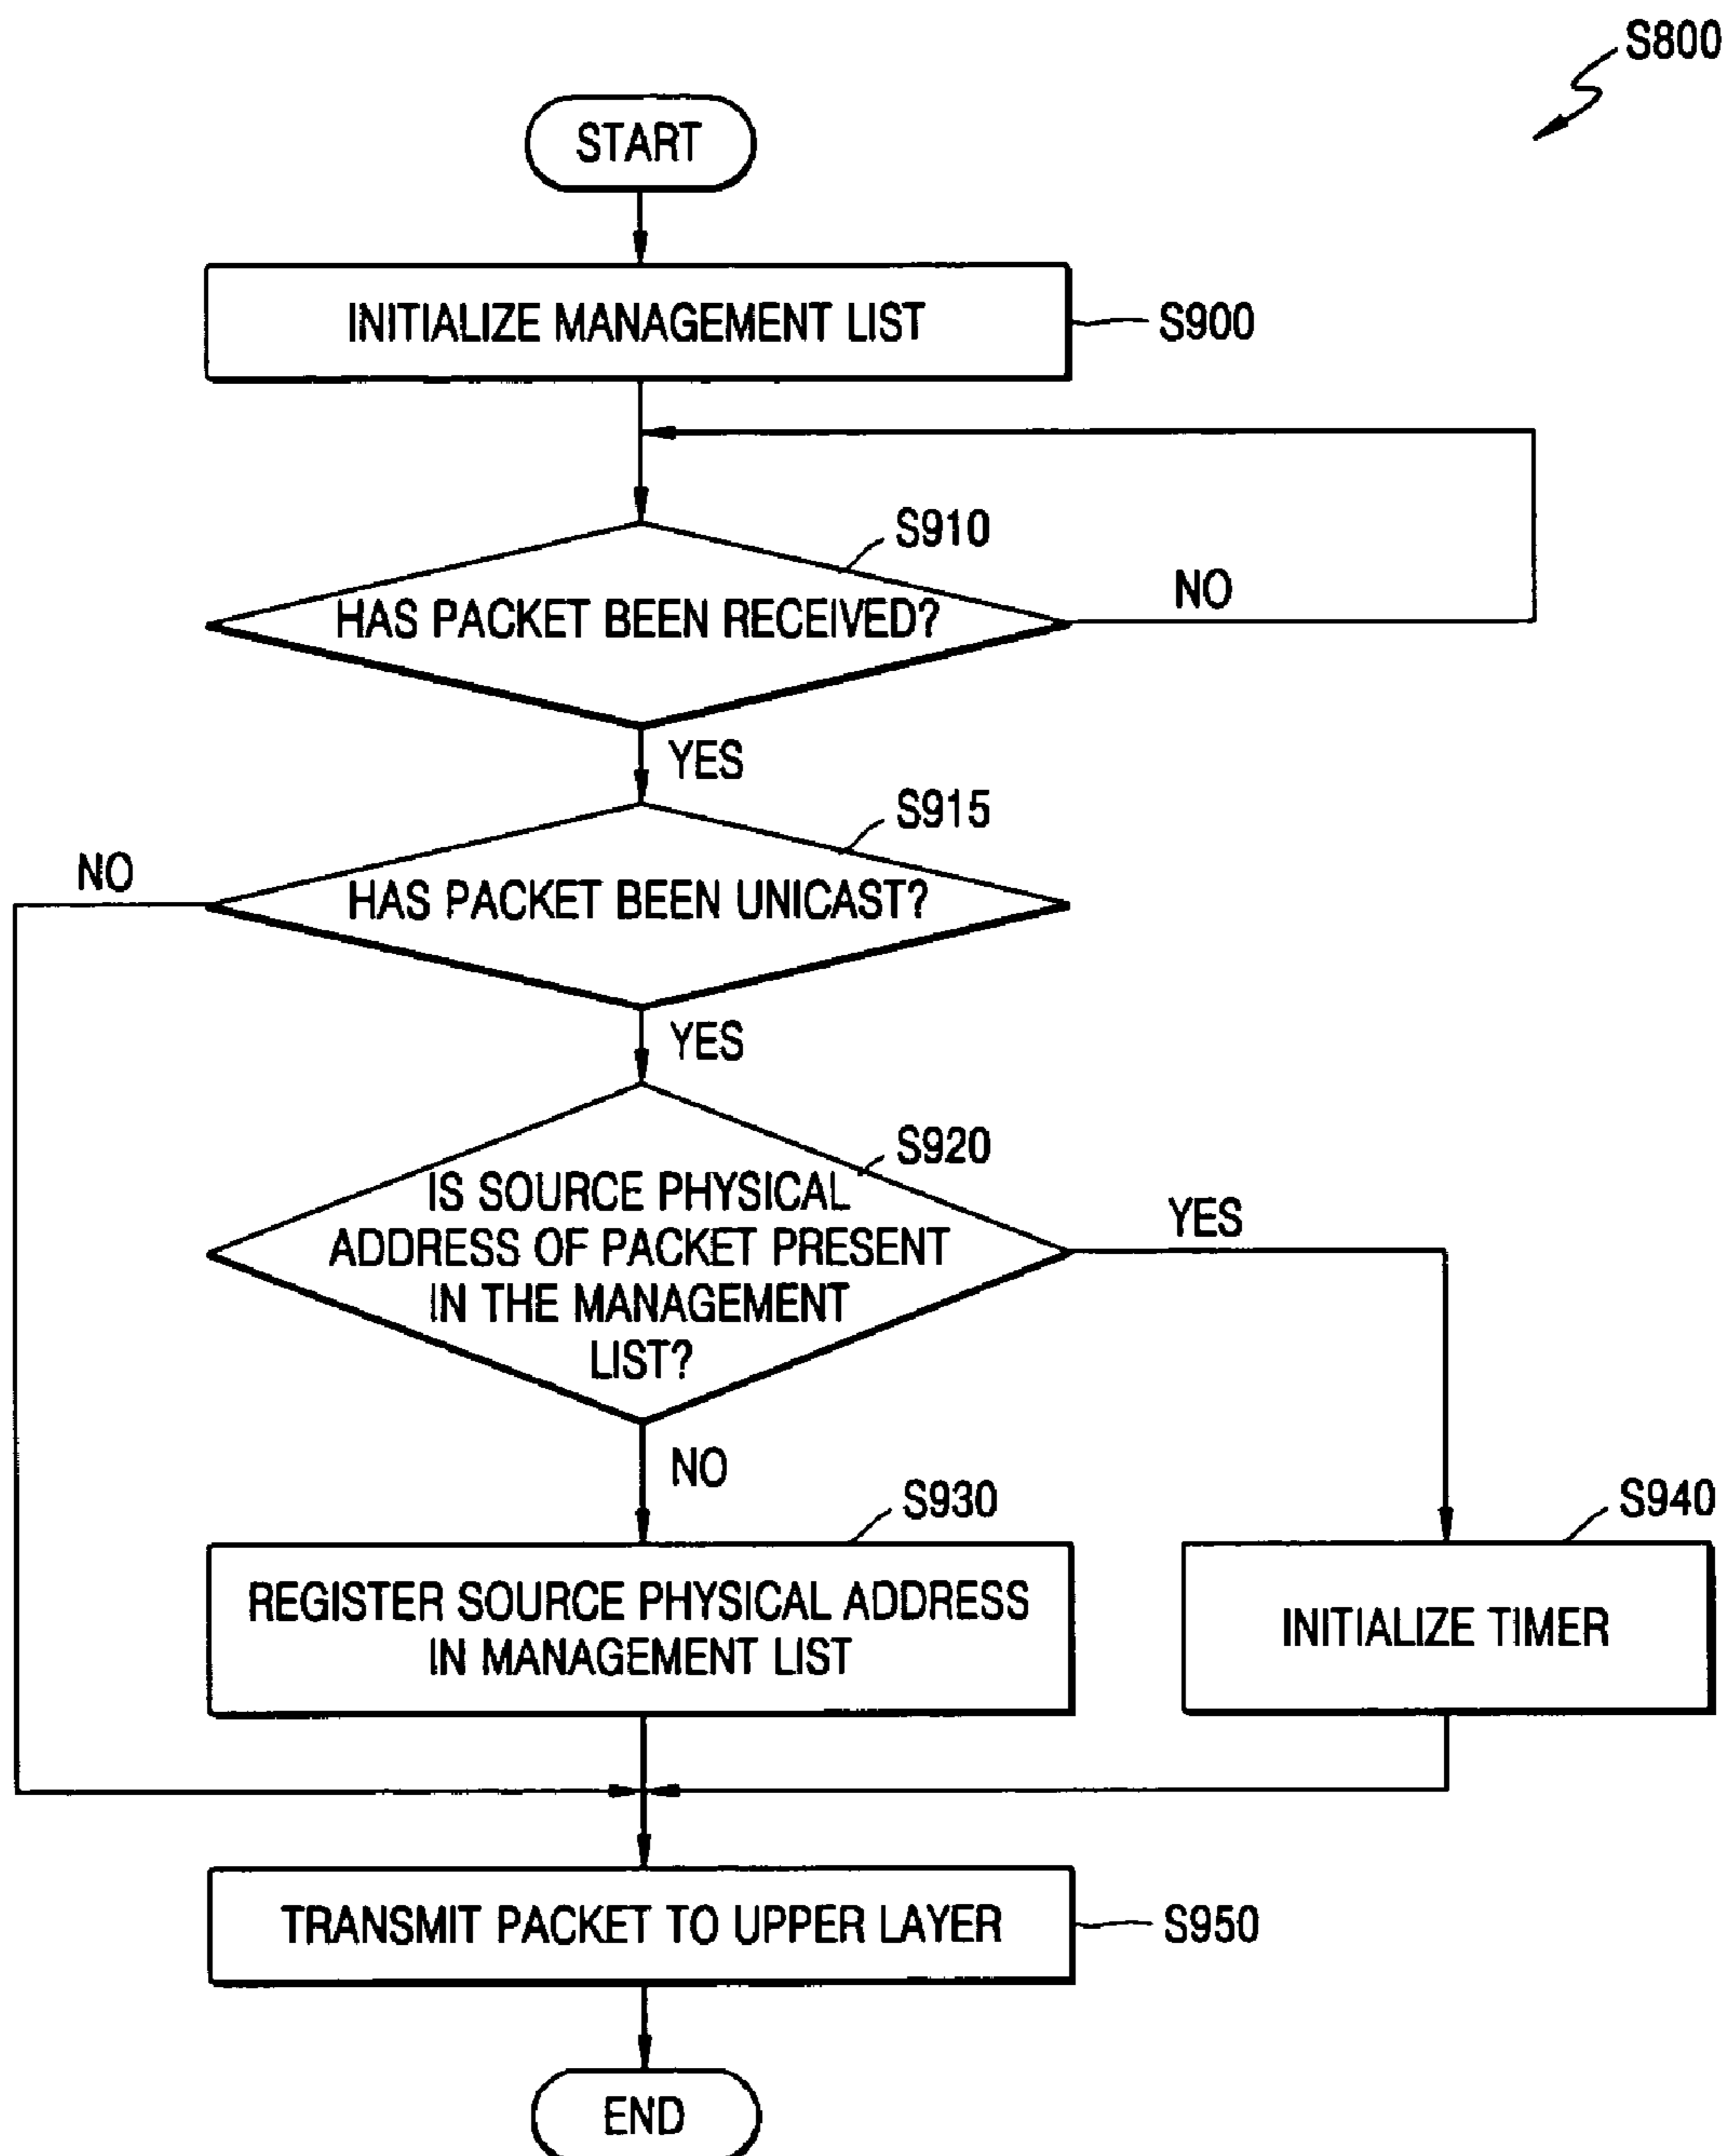 S800
START
INITIALIZE MANAGEMENT LIST
S900
S910
HAS PACKET BEEN RECEIVED?
NO
YES
S915
NO
HAS PACKET BEEN UNICAST?
YES
S920
IS SOURCE PHYSICAL
ADDRESS OF PACKET PRESENT
IN THE MANAGEMENT
LIST?
YES
NO
S930
S940
REGISTER SOURCE PHYSICAL ADDRESS
IN MANAGEMENT LIST
INITIALIZE TIMER
TRANSMIT PACKET TO UPPER LAYER
S950
END